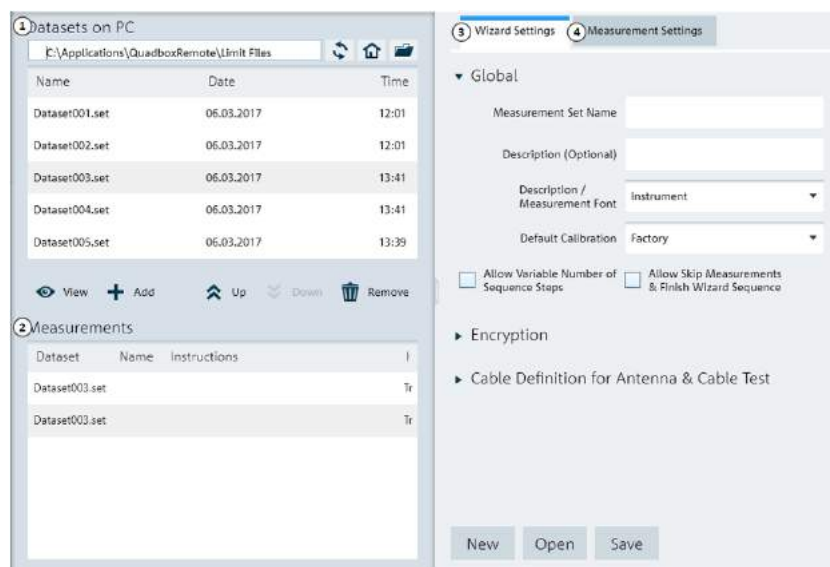 1 Datasets on PC
C:\Applications\QuadboxRemote\Limit Files
Name Date Time
Dataset001.set 06.03.2017 12:01
Dataset002.set 06.03.2017 12:01
Dataset003.set 06.03.2017 13:41
Dataset004.set 06.03.2017 13:41
Dataset005.set 06.03.2017 13:39
View Add Up Down Remove
2 Measurements
Dataset Name Instructions
Dataset003.set Tr
Dataset003.set Tr
3 Wizard Settings 4 Measurement Settings
Global
Measurement Set Name
Description (Optional)
Description /
Measurement Font Instrument
Default Calibration Factory
Allow Variable Number of
Sequence Steps
Allow Skip Measurements
& Finish Wizard Sequence
Encryption
Cable Definition for Antenna & Cable Test
New Open Save